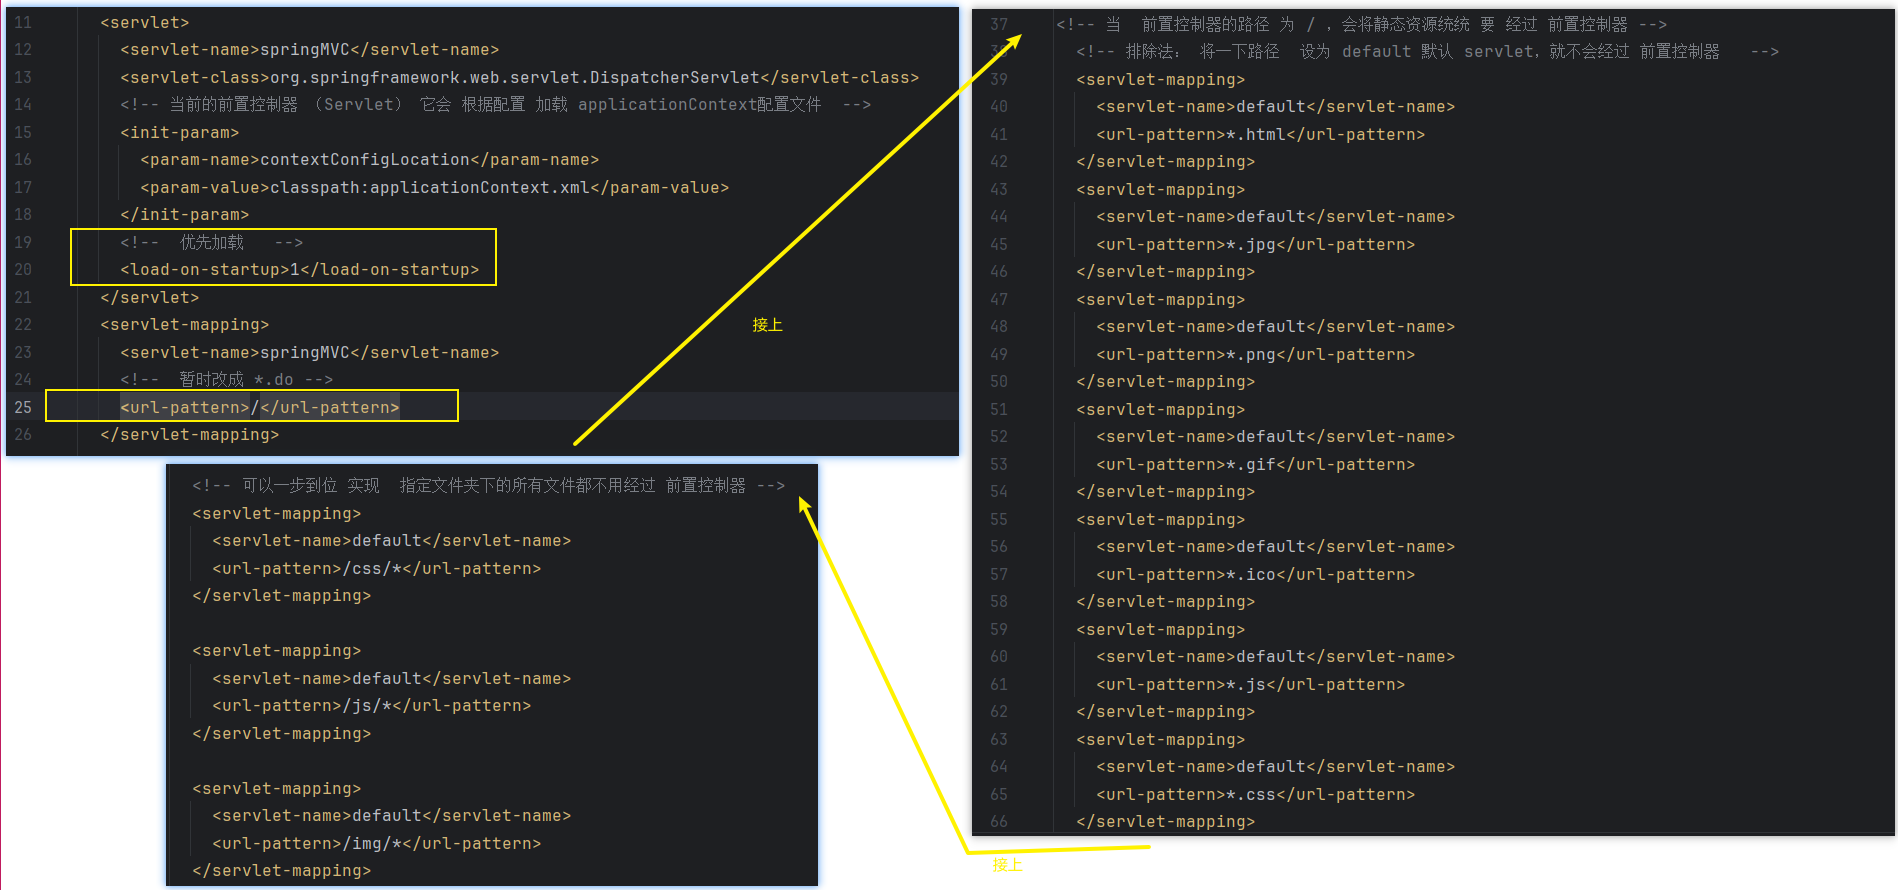 11 <servlet>
12 <servlet-name>springMVC</servlet-name>
13 <servlet-class>org.springframework.web.servlet.DispatcherServlet</servlet-class>
14 <!-- 当前的前置控制器 （Servlet） 它会 根据配置 加载 applicationContext配置文件 -->
15 <init-param>
16 <param-name>contextConfigLocation</param-name>
17 <param-value>classpath:applicationContext.xml</param-value>
18 </init-param>
19 <!-- 优先加载 -->
20 <load-on-startup>1</load-on-startup>
21 </servlet>
22 <servlet-mapping>
23 <servlet-name>springMVC</servlet-name>
24 <!-- 暂时改成 *.do -->
25 <url-pattern>/</url-pattern>
26 </servlet-mapping>
接上
37 <!-- 当 前置控制器的路径 为 / ，会将静态资源统统 要 经过 前置控制器 -->
38 <!-- 排除法： 将一下路径 设为 default 默认 servlet，就不会经过 前置控制器 -->
39 <servlet-mapping>
40 <servlet-name>default</servlet-name>
41 <url-pattern>*.html</url-pattern>
42 </servlet-mapping>
43 <servlet-mapping>
44 <servlet-name>default</servlet-name>
45 <url-pattern>*.jpg</url-pattern>
46 </servlet-mapping>
47 <servlet-mapping>
48 <servlet-name>default</servlet-name>
49 <url-pattern>*.png</url-pattern>
50 </servlet-mapping>
51 <servlet-mapping>
52 <servlet-name>default</servlet-name>
53 <url-pattern>*.gif</url-pattern>
54 </servlet-mapping>
55 <servlet-mapping>
56 <servlet-name>default</servlet-name>
57 <url-pattern>*.ico</url-pattern>
58 </servlet-mapping>
59 <servlet-mapping>
60 <servlet-name>default</servlet-name>
61 <url-pattern>*.js</url-pattern>
62 </servlet-mapping>
63 <servlet-mapping>
64 <servlet-name>default</servlet-name>
65 <url-pattern>*.css</url-pattern>
66 </servlet-mapping>
接上
<!-- 可以一步到位 实现 指定文件夹下的所有文件都不用经过 前置控制器 -->
<servlet-mapping>
<servlet-name>default</servlet-name>
<url-pattern>/css/*</url-pattern>
</servlet-mapping>
<servlet-mapping>
<servlet-name>default</servlet-name>
<url-pattern>/js/*</url-pattern>
</servlet-mapping>
<servlet-mapping>
<servlet-name>default</servlet-name>
<url-pattern>/img/*</url-pattern>
</servlet-mapping>